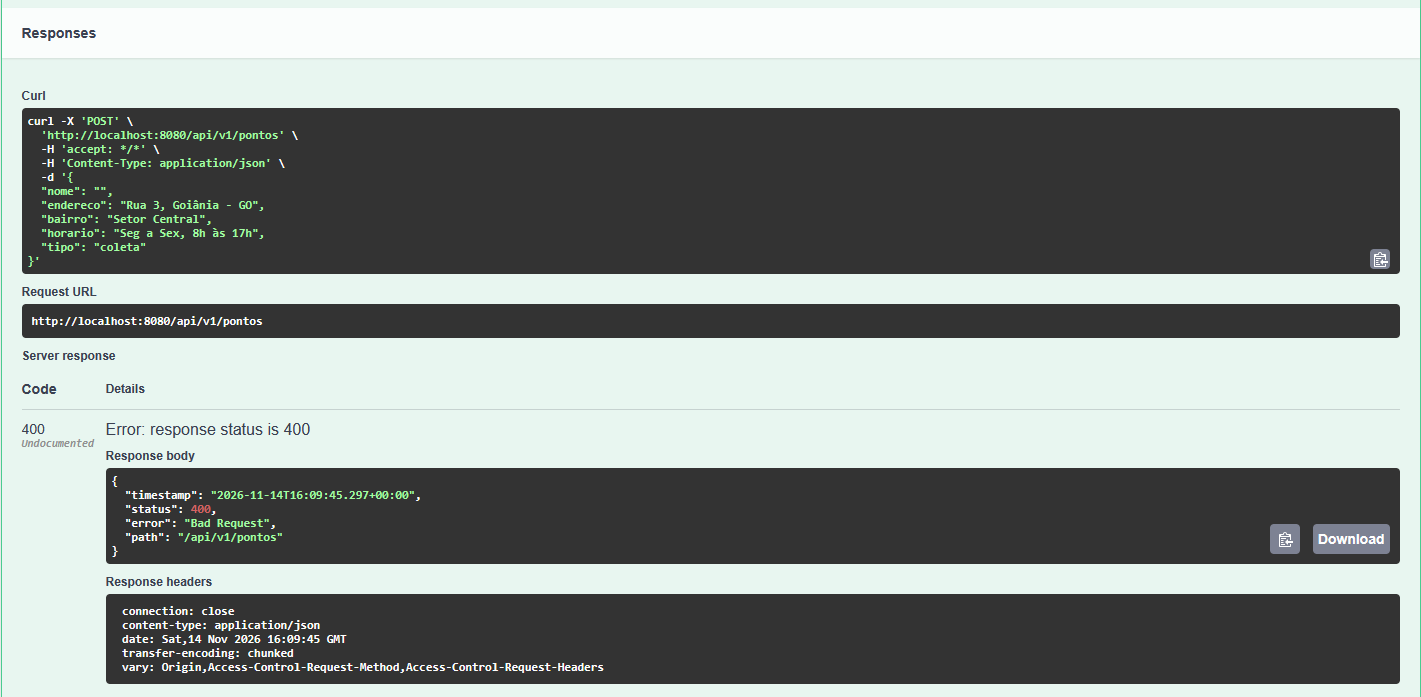 Responses
Curl
curl -X 'POST' \
  'http://localhost:8080/api/v1/pontos' \
  -H 'accept: */*' \
  -H 'Content-Type: application/json' \
  -d '{
  "nome": "",
  "endereco": "Rua 3, Goiânia - GO",
  "bairro": "Setor Central",
  "horario": "Seg a Sex, 8h às 17h",
  "tipo": "coleta"
}'
Request URL
http://localhost:8080/api/v1/pontos
Server response
Code Details
400 Error: response status is 400
Undocumented
Response body
{
  "timestamp": "2026-11-14T16:09:45.297+00:00",
  "status": 400,
  "error": "Bad Request",
  "path": "/api/v1/pontos"
}
Download
Response headers
connection: close
content-type: application/json
date: Sat,14 Nov 2026 16:09:45 GMT
transfer-encoding: chunked
vary: Origin,Access-Control-Request-Method,Access-Control-Request-Headers